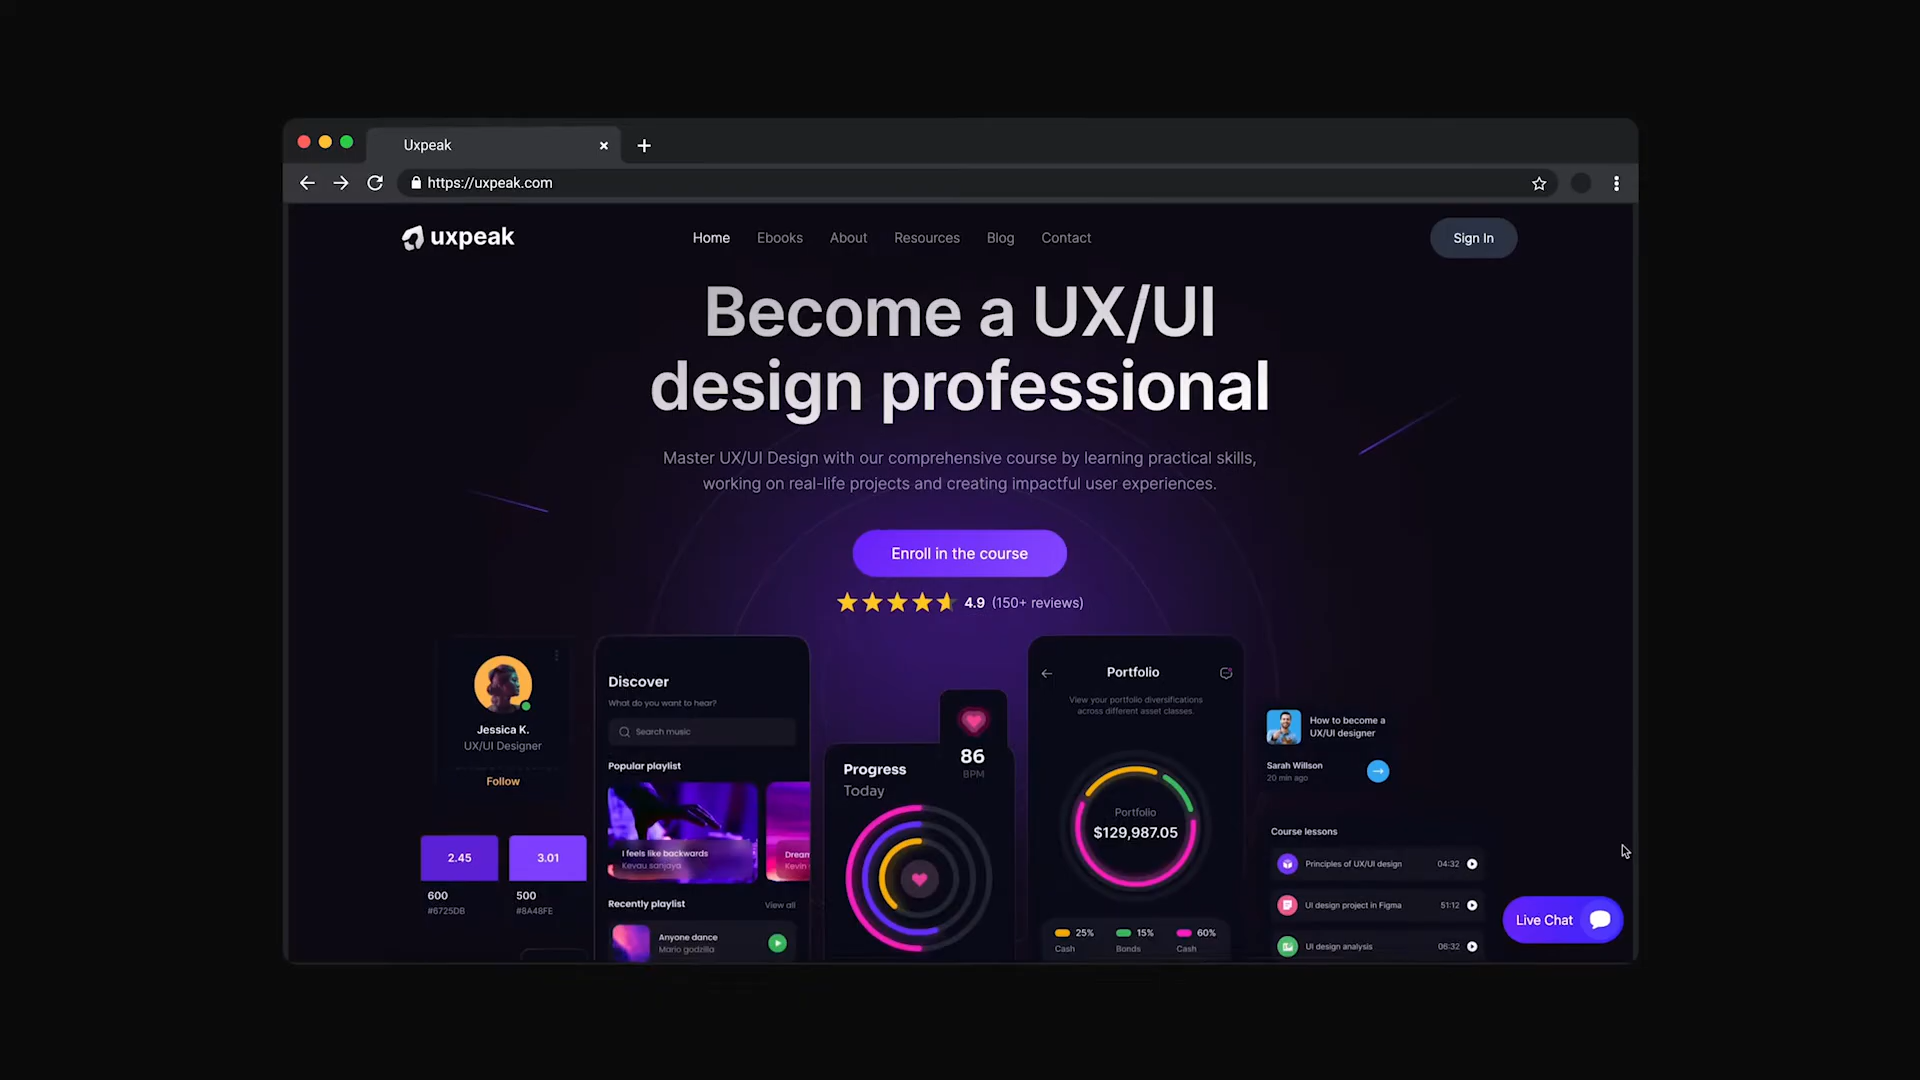 Uxpeak
https://uxpeak.com
uxpeak
Home Ebooks About Resources Blog Contact
Sign In
Become a UX/UI
design professional
Master UX/UI Design with our comprehensive course by learning practical skills,
working on real-life projects and creating impactful user experiences.
Enroll in the course
4.9 (150+ reviews)
Jessica K.
UX/UI Designer
Follow
2.45 3.01
600 500
#6725DB #8A48FE
Discover
What do you want to hear?
Search music
Popular playlist
I feels like backwards
Kevau sanjaya
Dream
Kevin
Recently playlist View all
Anyone dance
Mario godzilla
86
BPM
Progress
Today
Portfolio
View your portfolio diversifications
across different asset classes.
Portfolio
$129,987.05
25% 15% 60%
Cash Bonds Cash
How to become a
UX/UI designer
Sarah Willson
20 min ago
Course lessons
Principles of UX/UI design 04:32
UI design project in Figma 51:12
UI design analysis 06:32
Live Chat